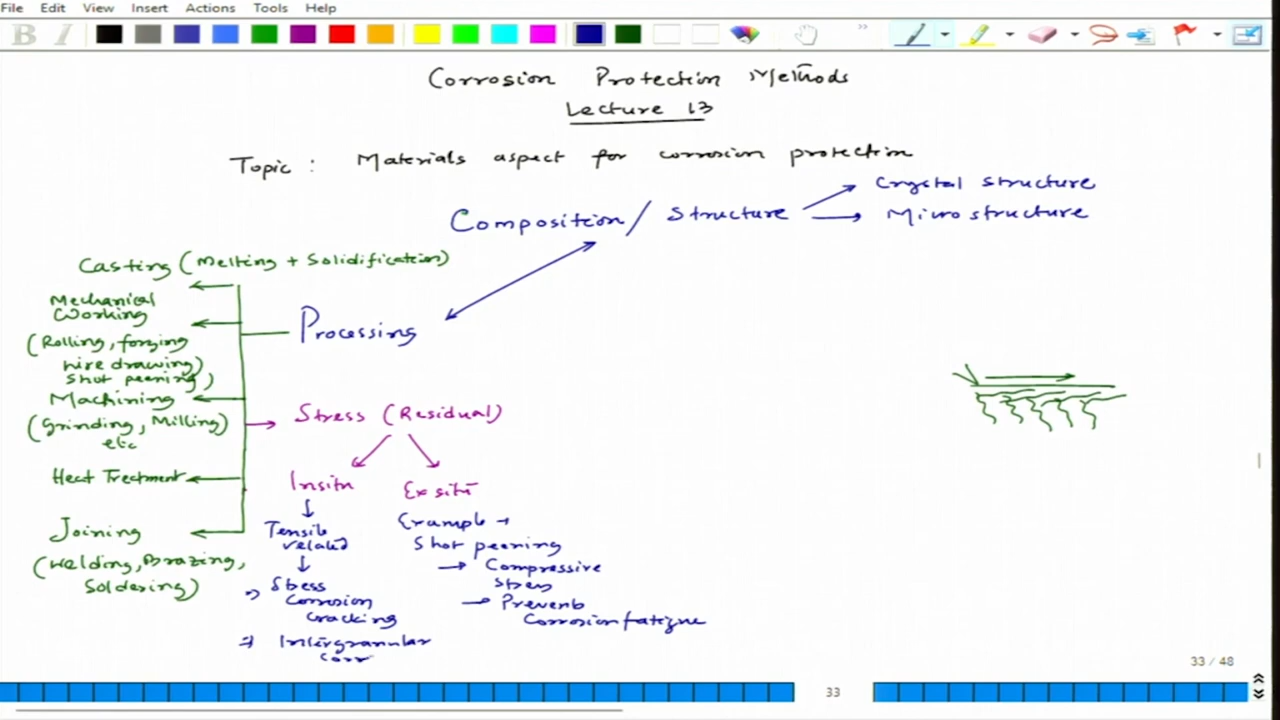 File Edit View Insert Actions Tools Help
B I
Corrosion Protection Methods
Lecture 13
Topic : Materials aspect for corrosion protection
Crystal structure
Composition / Structure
Microstructure
Casting (Melting + Solidification)
Mechanical
Working
(Rolling, forging
wire drawing)
shot peening,)
Processing
Machining
(Grinding, Milling)
etc
Stress (Residual)
Heat Treatment
Insitu
Ex situ
Joining
(Welding, Brazing,
Soldering)
Tensile
related
Stress
Corrosion
cracking
Intergranular
corr
Example
Shot peening
Compressive
stress
Prevent
Corrosion fatigue
33 / 48
33